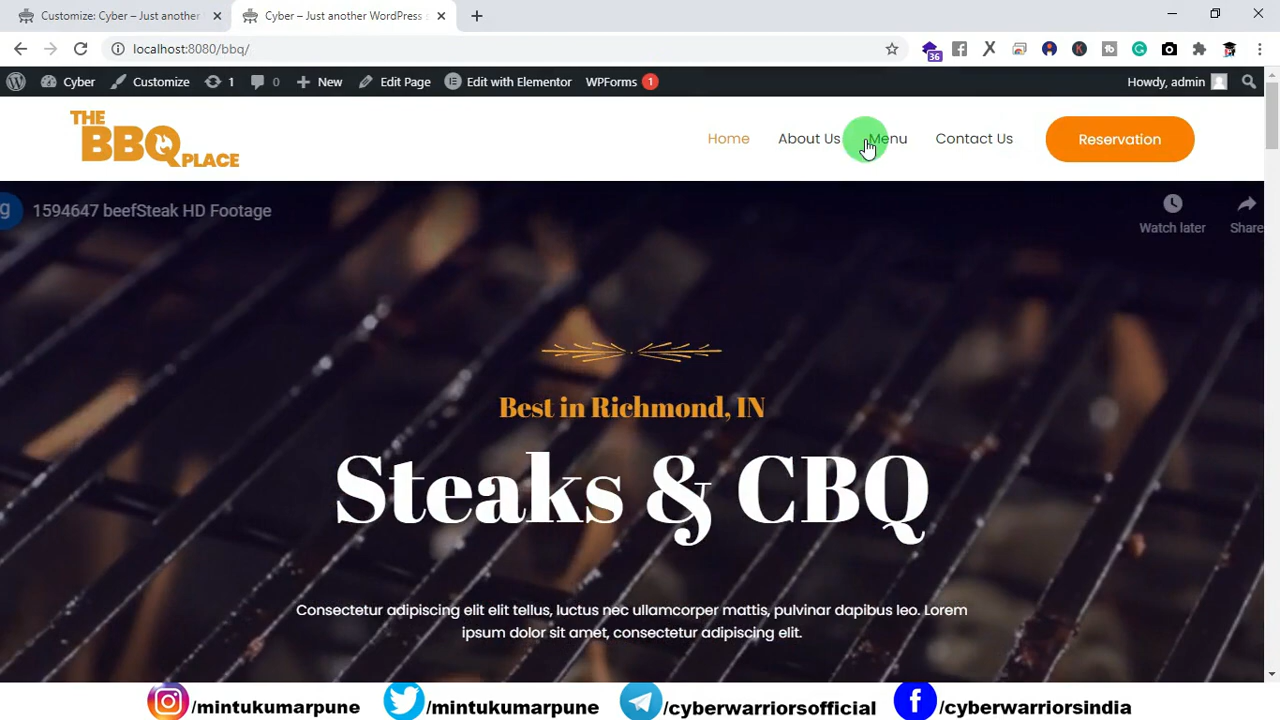 Customize: Cyber – Just another
Cyber – Just another WordPress s
localhost:8080/bbq/
36
Cyber
Customize
1
0
New
Edit Page
Edit with Elementor
WPForms 1
Howdy, admin
THE
BBQ PLACE
Home
About Us
Menu
Contact Us
Reservation
g
1594647 beefSteak HD Footage
Watch later
Share
Best in Richmond, IN
Steaks & CBQ
Consectetur adipiscing elit elit tellus, luctus nec ullamcorper mattis, pulvinar dapibus leo. Lorem
ipsum dolor sit amet, consectetur adipiscing elit.
/mintukumarpune
/mintukumarpune
/cyberwarriorsofficial
/cyberwarriorsindia